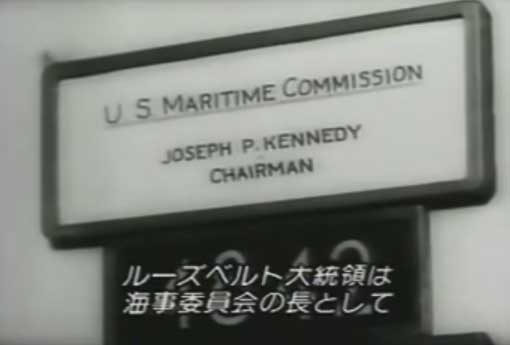 U S MARITIME COMMISSION
JOSEPH P. KENNEDY
CHAIRMAN
ルーズベルト大統領は
海事委員会の長として